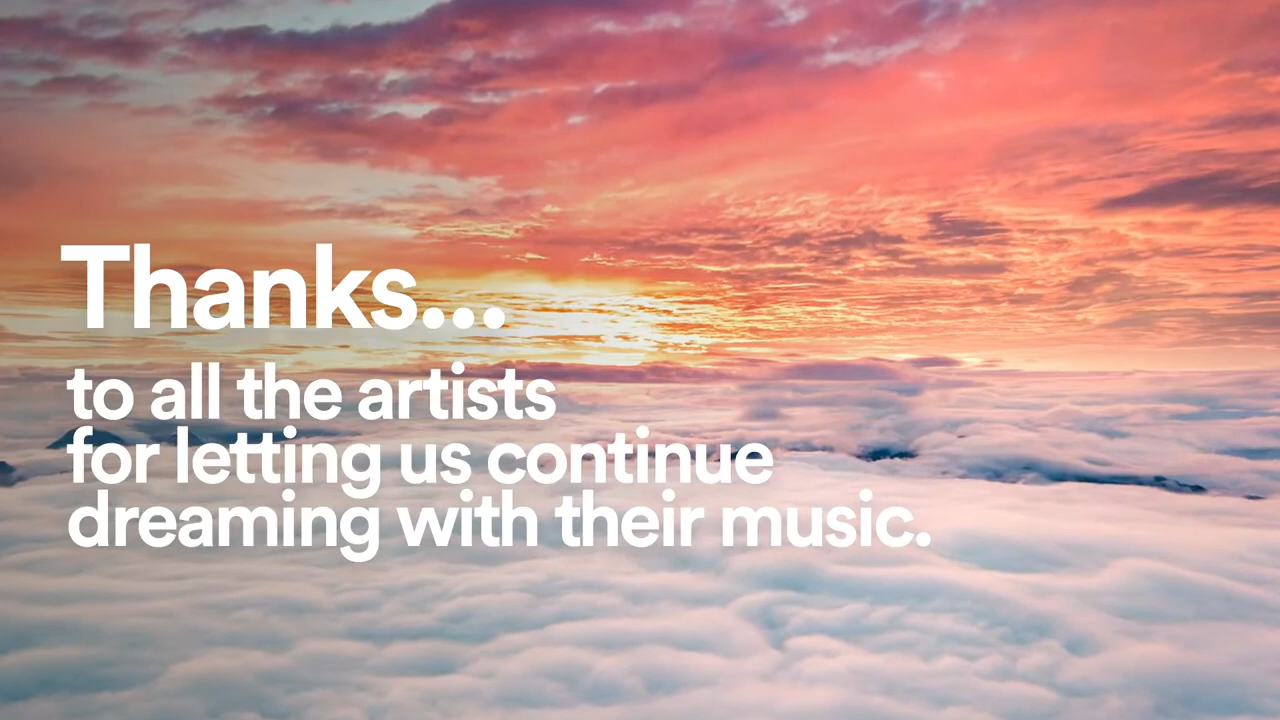 Thanks...
to all the artists
for letting us continue
dreaming with their music.